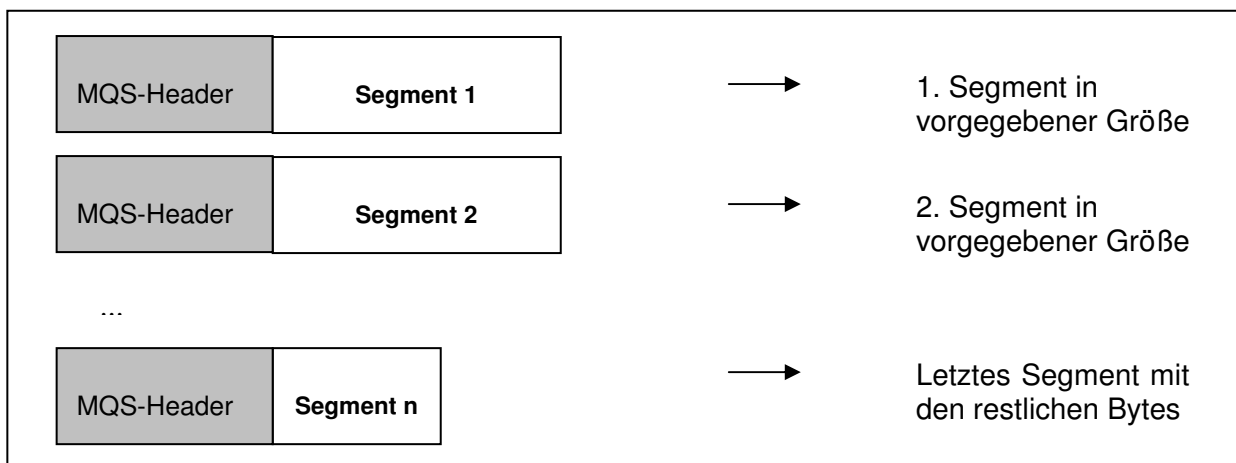 MQS-Header Segment 1 1. Segment in
vorgegebener Größe
MQS-Header Segment 2 2. Segment in
vorgegebener Größe
...
MQS-Header Segment n Letztes Segment mit
den restlichen Bytes